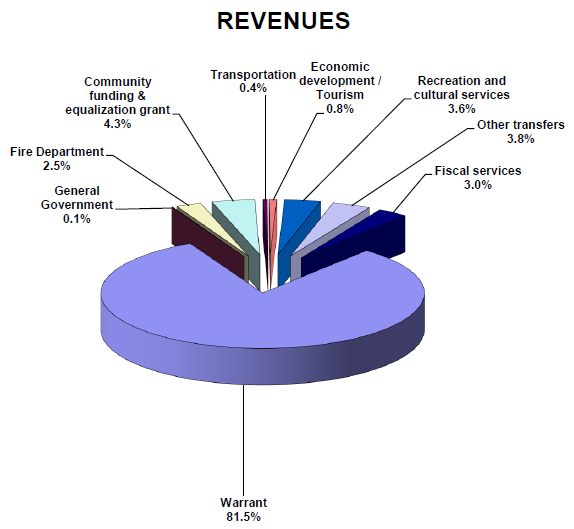 REVENUES
Transportation
0.4%
Economic
development /
Tourism
0.8%
Community
funding &
equalization grant
4.3%
Recreation and
cultural services
3.6%
Other transfers
3.8%
Fire Department
2.5%
Fiscal services
3.0%
General
Government
0.1%
Warrant
81.5%